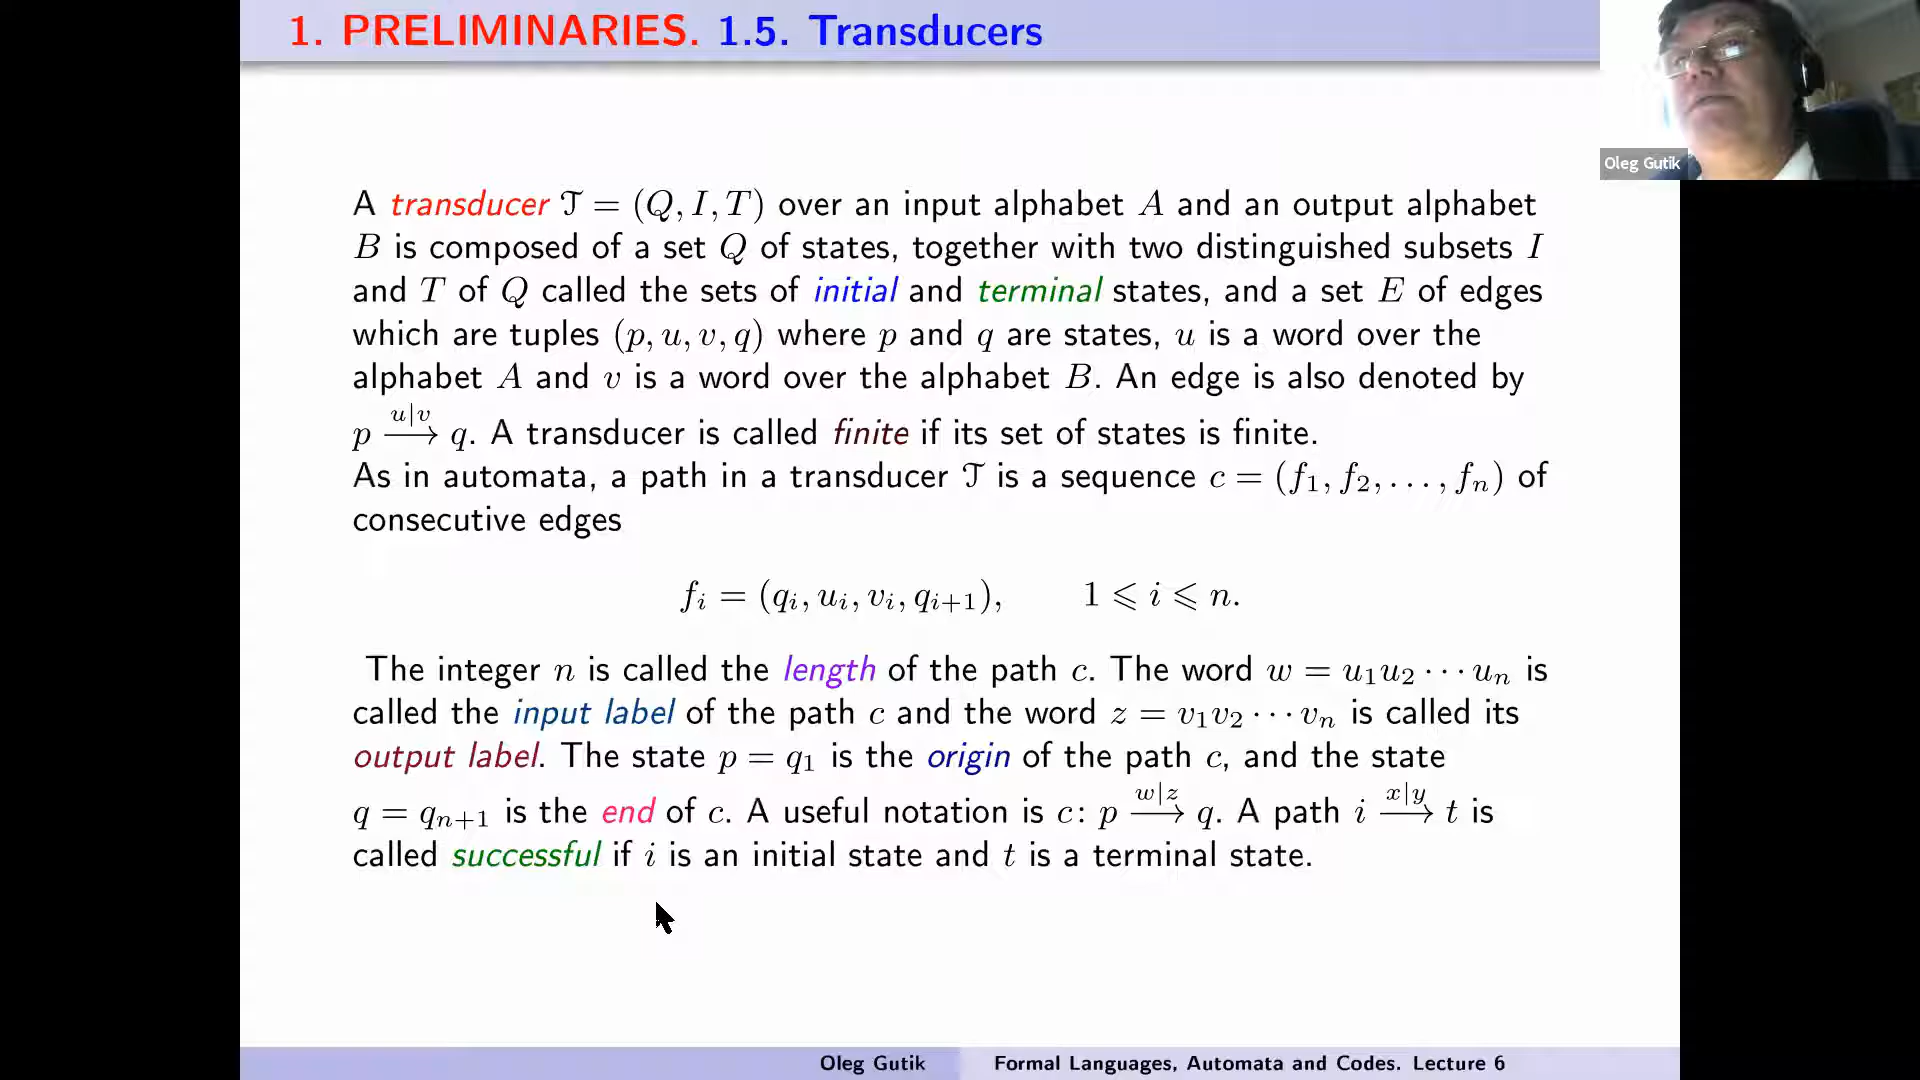 1. PRELIMINARIES. 1.5. Transducers
Oleg Gutik
A transducer 𝒯 = (Q, I, T) over an input alphabet A and an output alphabet
B is composed of a set Q of states, together with two distinguished subsets I
and T of Q called the sets of initial and terminal states, and a set E of edges
which are tuples (p, u, v, q) where p and q are states, u is a word over the
alphabet A and v is a word over the alphabet B. An edge is also denoted by
p \xrightarrow{u|v} q. A transducer is called finite if its set of states is finite.
As in automata, a path in a transducer 𝒯 is a sequence c = (f₁, f₂, . . . , fₙ) of
consecutive edges
fᵢ = (qᵢ, uᵢ, vᵢ, qᵢ₊₁), 1 ⩽ i ⩽ n.
The integer n is called the length of the path c. The word w = u₁u₂ · · · uₙ is
called the input label of the path c and the word z = v₁v₂ · · · vₙ is called its
output label. The state p = q₁ is the origin of the path c, and the state
q = qₙ₊₁ is the end of c. A useful notation is c: p \xrightarrow{w|z} q. A path i \xrightarrow{x|y} t is
called successful if i is an initial state and t is a terminal state.
Oleg Gutik Formal Languages, Automata and Codes. Lecture 6